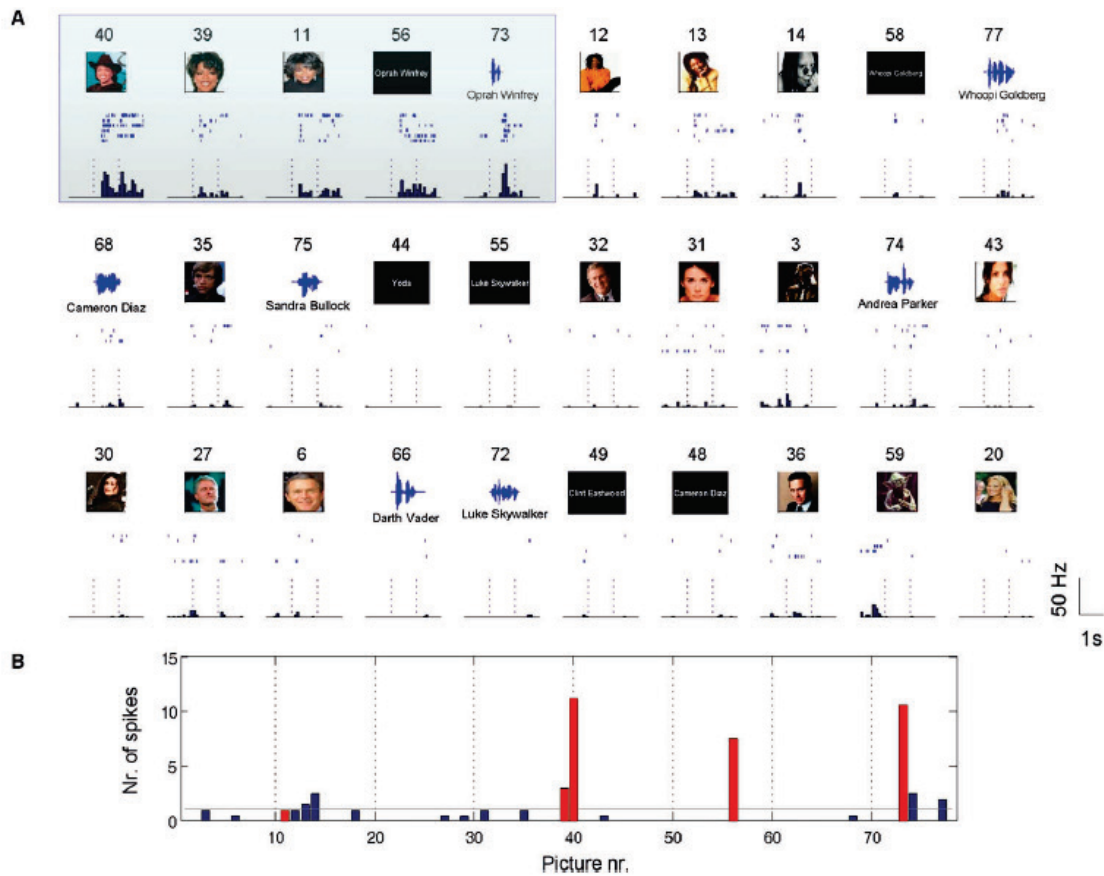 A
40 39 11 56 73 12 13 14 58 77
Oprah Winfrey
Whoopi Goldberg
Oprah Winfrey
Whoopi Goldberg
68 35 75 44 55 32 31 3 74 43
Yoda
Luke Skywalker
Cameron Diaz
Sandra Bullock
Andrea Parker
30 27 6 66 72 49 48 36 59 20
Clint Eastwood
Cameron Diaz
Darth Vader
Luke Skywalker
50 Hz
1s
B
15
10
5
0
Nr. of spikes
10 20 30 40 50 60 70
Picture nr.